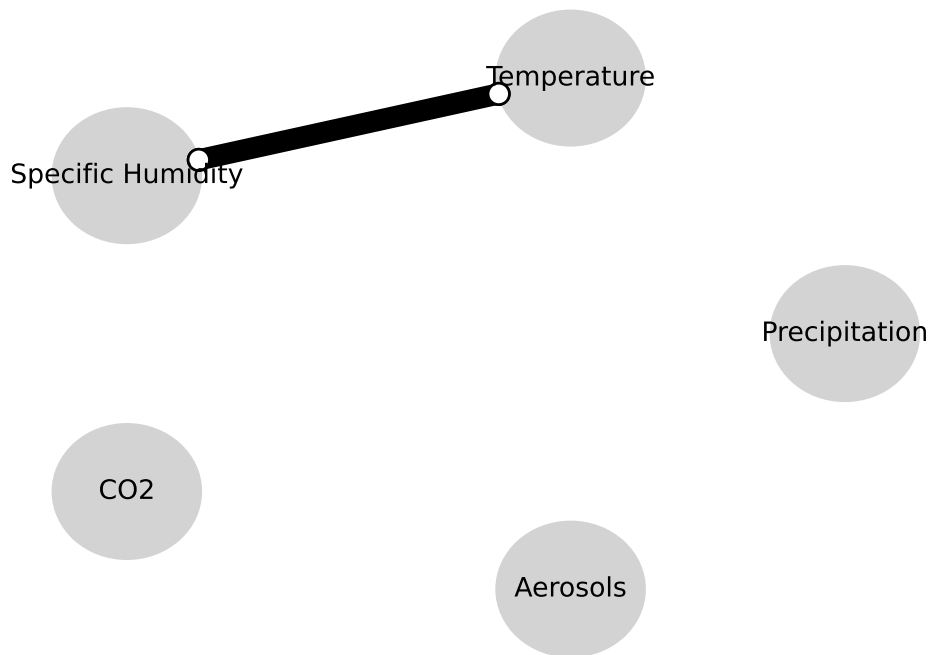 Temperature
Specific Humidity
Precipitation
CO2
Aerosols